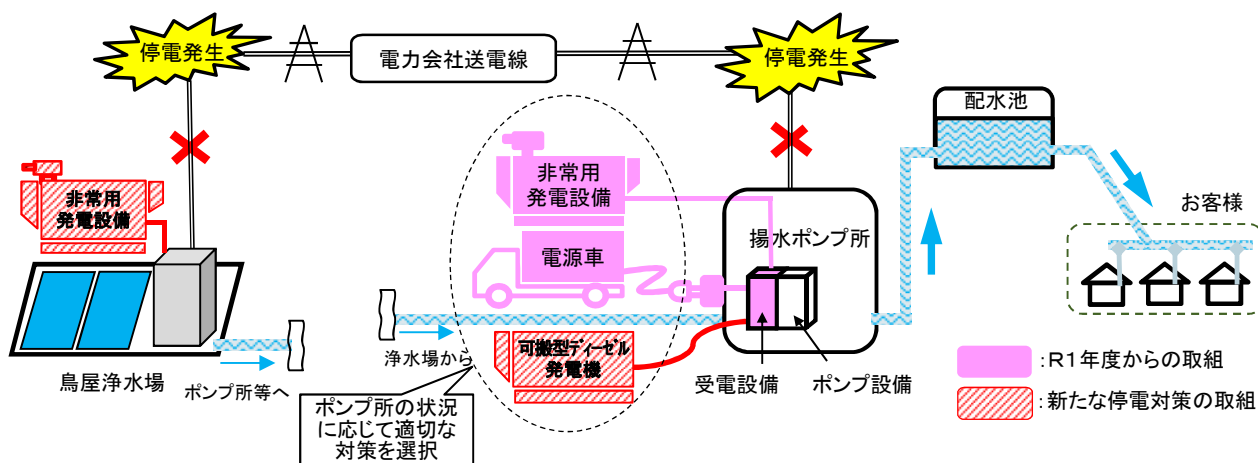 停電発生
電力会社送電線
停電発生
配水池
非常用
発電設備
非常用
発電設備
お客様
揚水ポンプ所
電源車
浄水場から
可搬型ディーゼル
発電機
鳥屋浄水場
ポンプ所等へ
受電設備
ポンプ設備
ポンプ所の状況
に応じて適切な
対策を選択
：R1年度からの取組
：新たな停電対策の取組